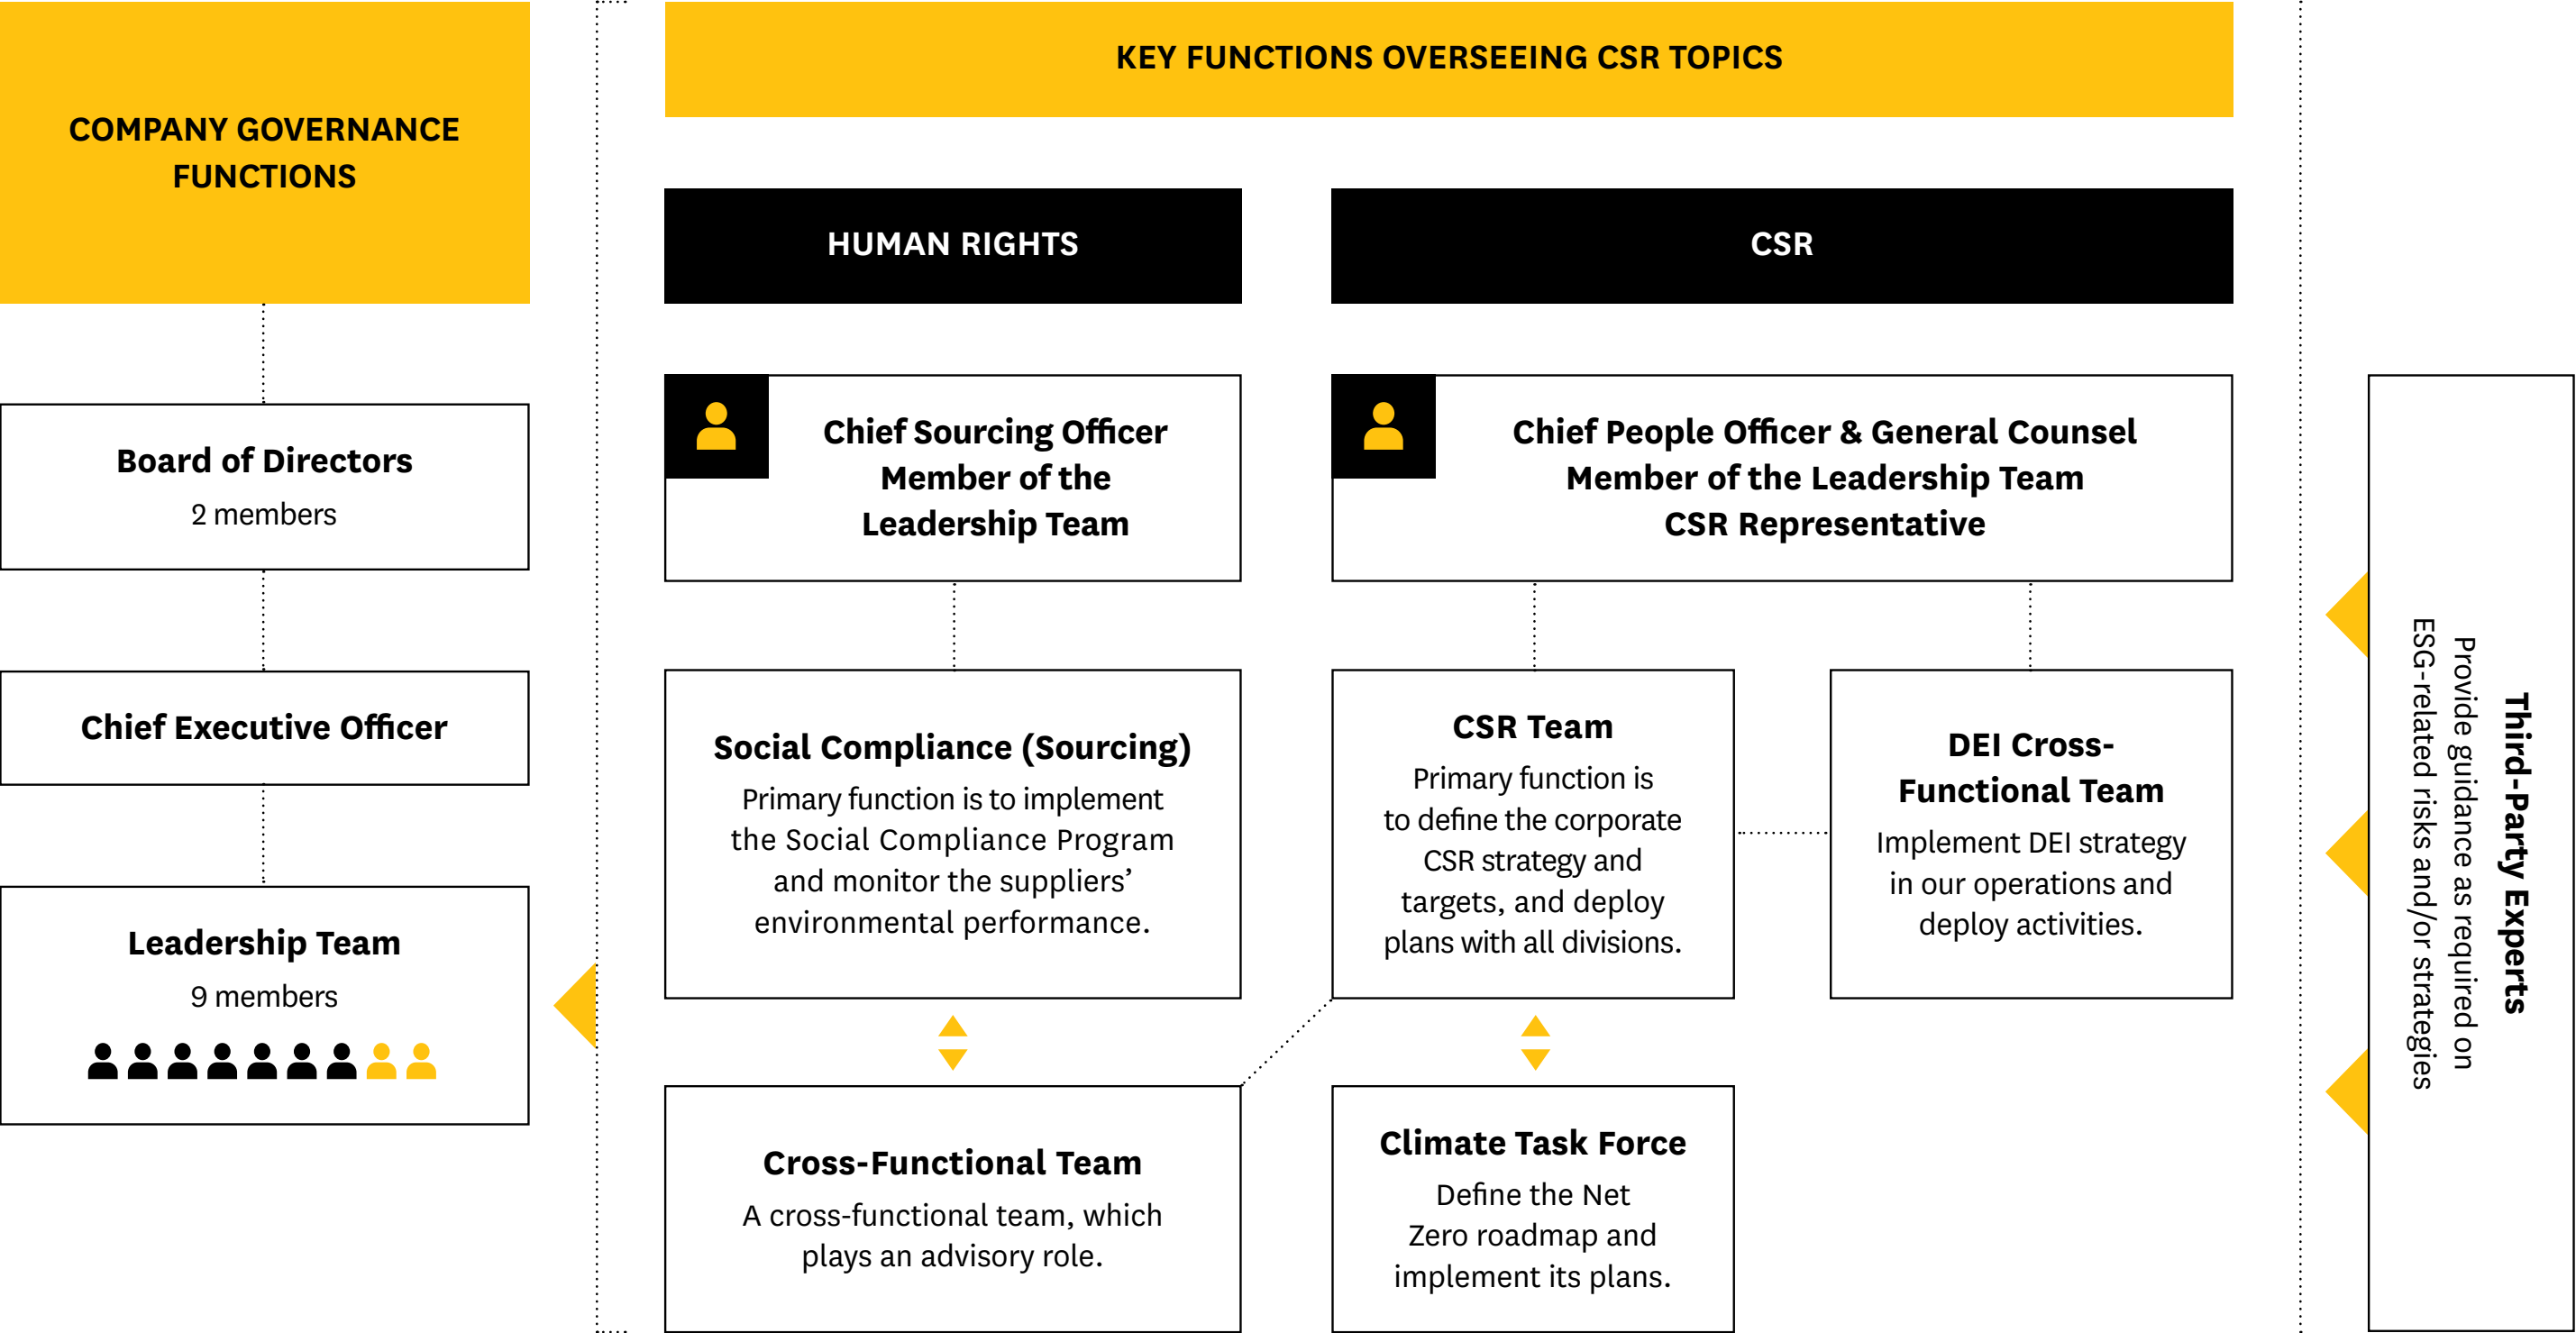 COMPANY GOVERNANCE
FUNCTIONS
Board of Directors
2 members
Chief Executive Officer
Leadership Team
9 members
KEY FUNCTIONS OVERSEEING CSR TOPICS
HUMAN RIGHTS
Chief Sourcing Officer
Member of the
Leadership Team
Social Compliance (Sourcing)
Primary function is to implement
the Social Compliance Program
and monitor the suppliers’
environmental performance.
Cross-Functional Team
A cross-functional team, which
plays an advisory role.
CSR
Chief People Officer & General Counsel
Member of the Leadership Team
CSR Representative
CSR Team
Primary function is
to define the corporate
CSR strategy and
targets, and deploy
plans with all divisions.
DEI Cross-
Functional Team
Implement DEI strategy
in our operations and
deploy activities.
Climate Task Force
Define the Net
Zero roadmap and
implement its plans.
Third-Party Experts
Provide guidance as required on
ESG-related risks and/or strategies